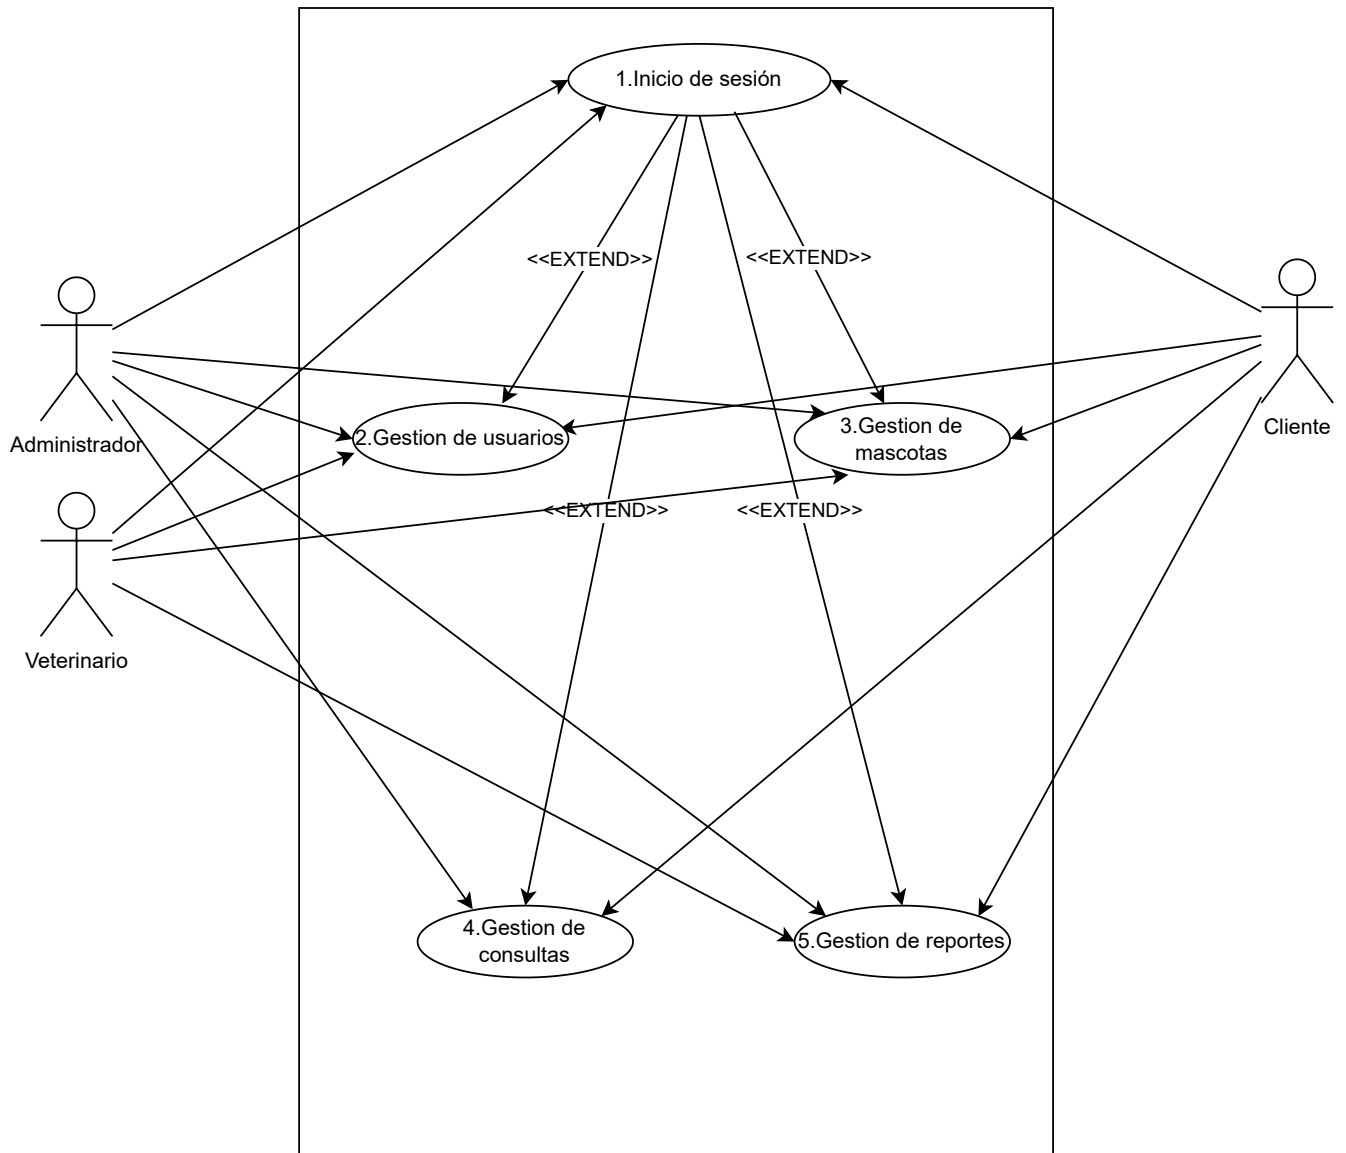 1.Inicio de sesión
<<EXTEND>>
<<EXTEND>>
Administrador
2.Gestion de usuarios
3.Gestion de
mascotas
Cliente
<<EXTEND>>
<<EXTEND>>
Veterinario
4.Gestion de
consultas
5.Gestion de reportes